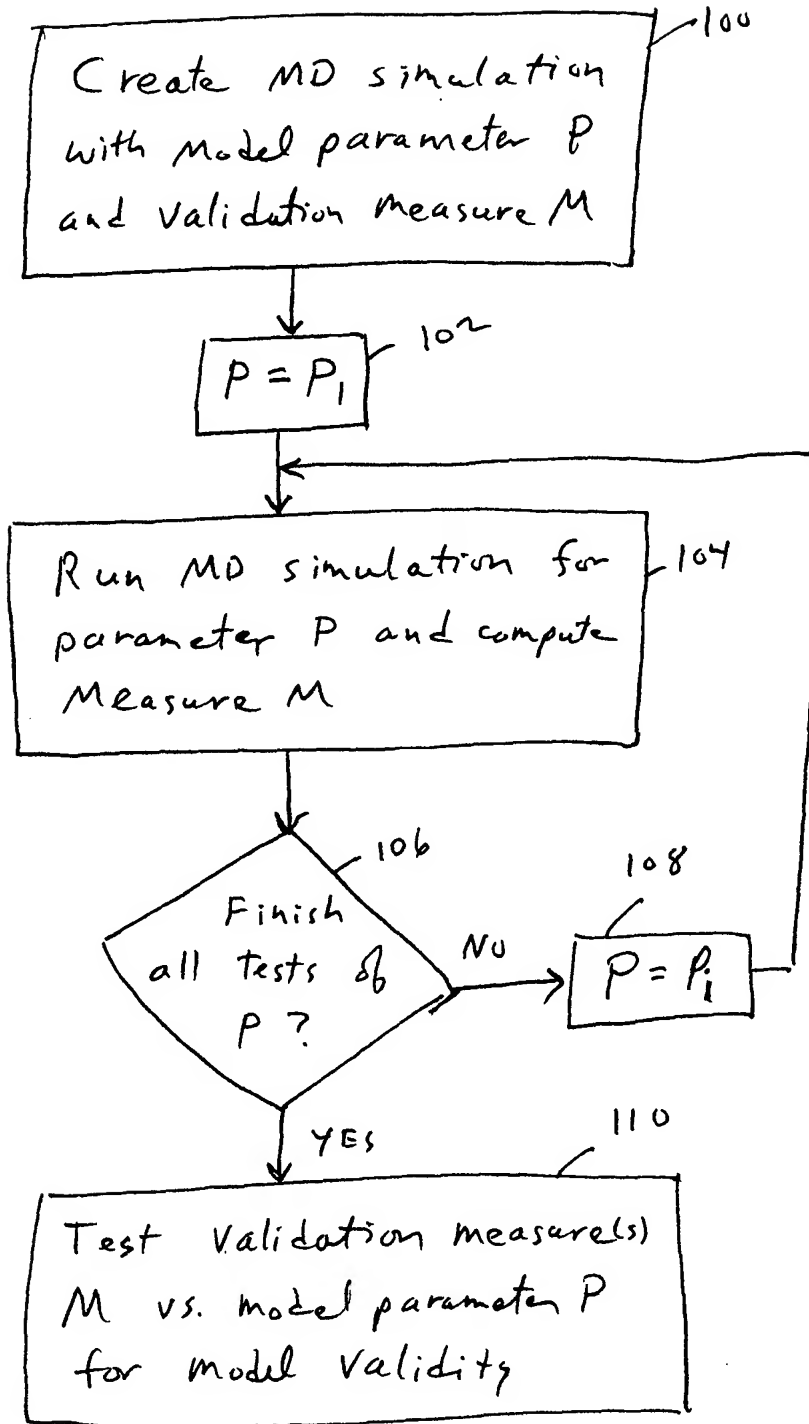 100
Create MD simulation
with Model parameter P
and Validation Measure M
102
P = P1
Run MD simulation for
parameter P and compute
Measure M
104
106
Finish
all tests of
P ?
NO
108
P = Pi
YES
110
Test Validation measure(s)
M vs. model parameter P
for model Validity